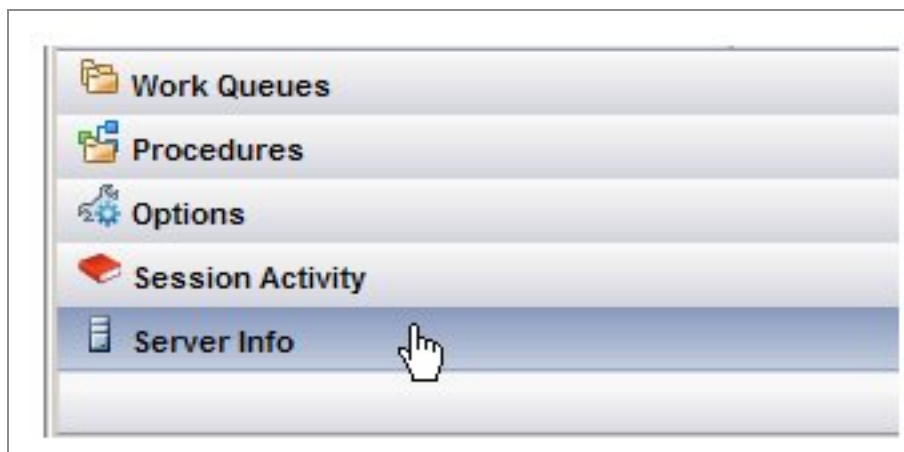 Work Queues
Procedures
Options
Session Activity
Server Info